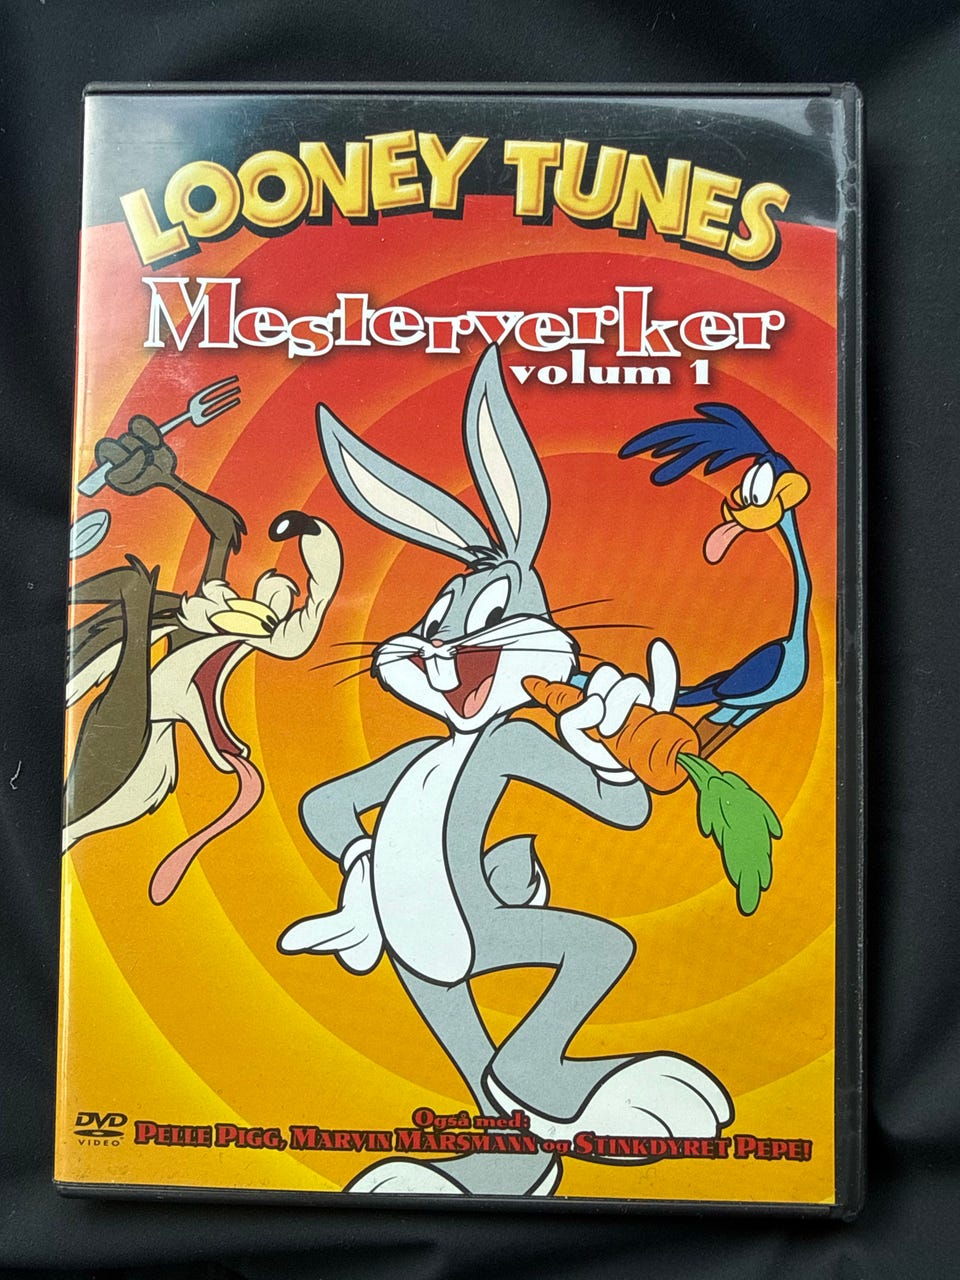 LOONEY TUNES
Mesterverker
volum 1
Også med:
PELLE PIGG, MARVIN MARSMANN og STINKDYRET PEPE!
DVD
VIDEO